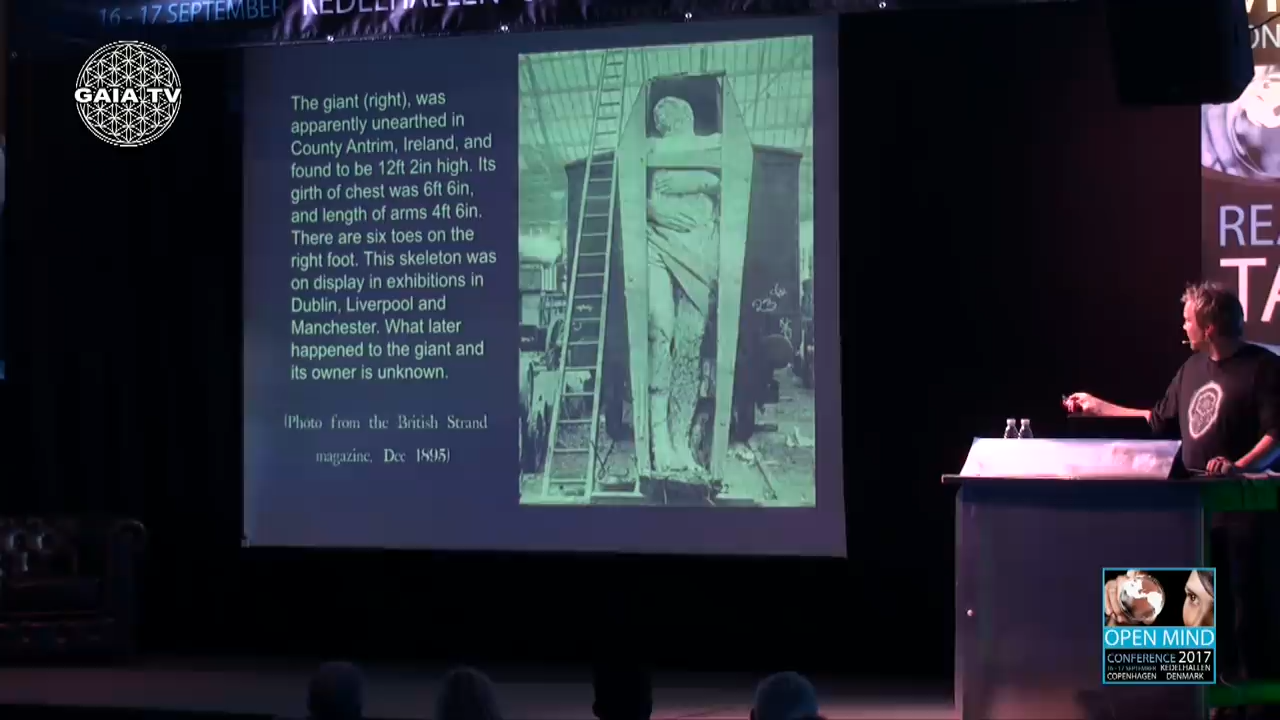 16 - 17 SEPTEMBER
KEDELHALLEN
GAIA TV
The giant (right), was
apparently unearthed in
County Antrim, Ireland, and
found to be 12ft 2in high. Its
girth of chest was 6ft 6in,
and length of arms 4ft 6in.
There are six toes on the
right foot. This skeleton was
on display in exhibitions in
Dublin, Liverpool and
Manchester. What later
happened to the giant and
its owner is unknown.
(Photo from the British Strand
magazine, Dec 1895)
23
RE
TA
OPEN MIND
CONFERENCE 2017
16 - 17 SEPTEMBER KEDELHALLEN
COPENHAGEN DENMARK